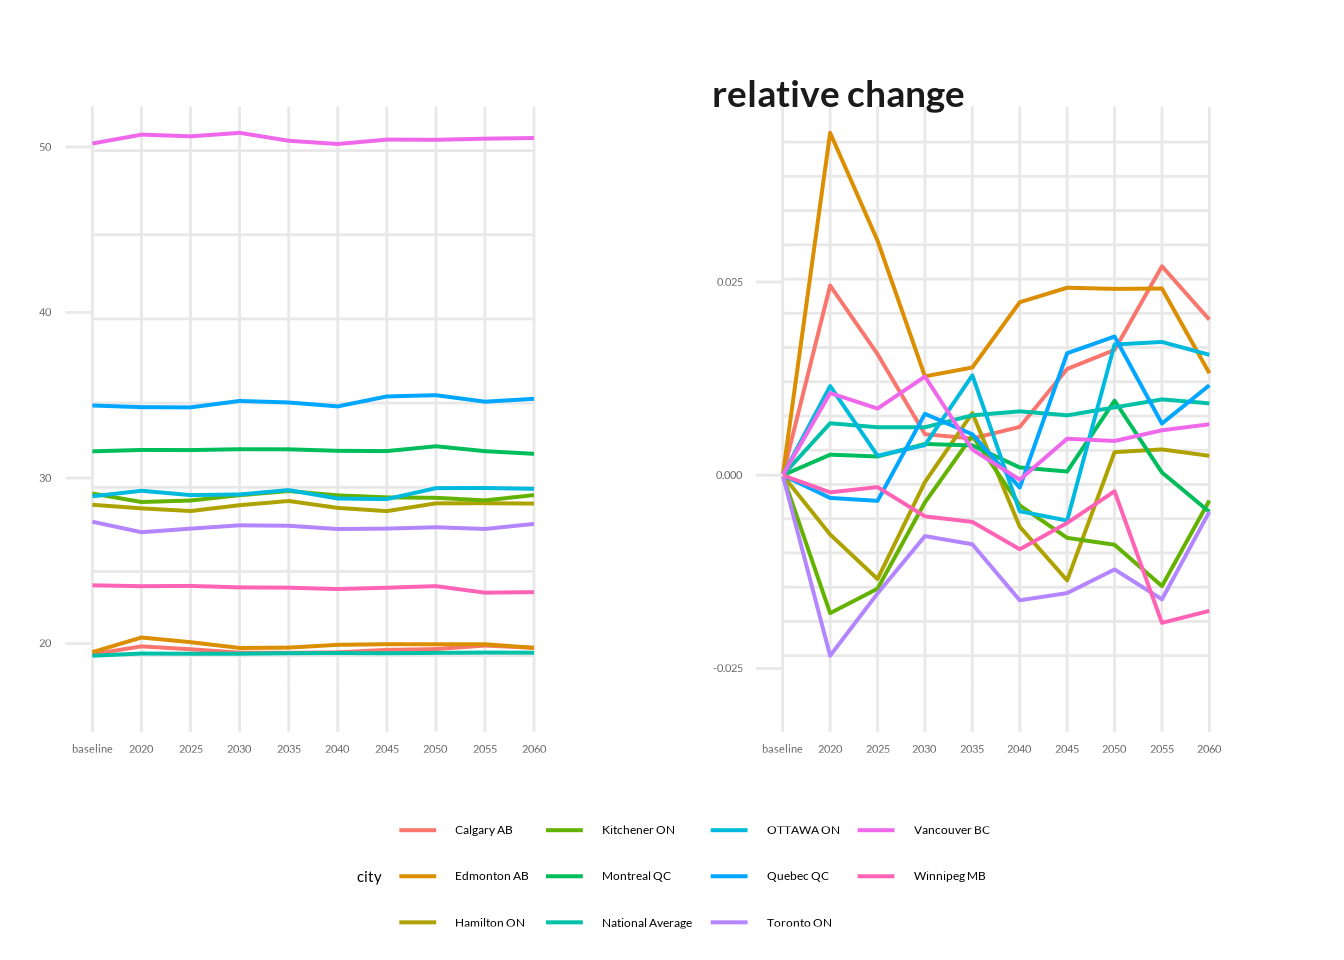 relative change
50
40
30
20
baseline 2020 2025 2030 2035 2040 2045 2050 2055 2060
0.025
0.000
-0.025
baseline 2020 2025 2030 2035 2040 2045 2050 2055 2060
city
Calgary AB
Edmonton AB
Hamilton ON
Kitchener ON
Montreal QC
National Average
OTTAWA ON
Quebec QC
Toronto ON
Vancouver BC
Winnipeg MB